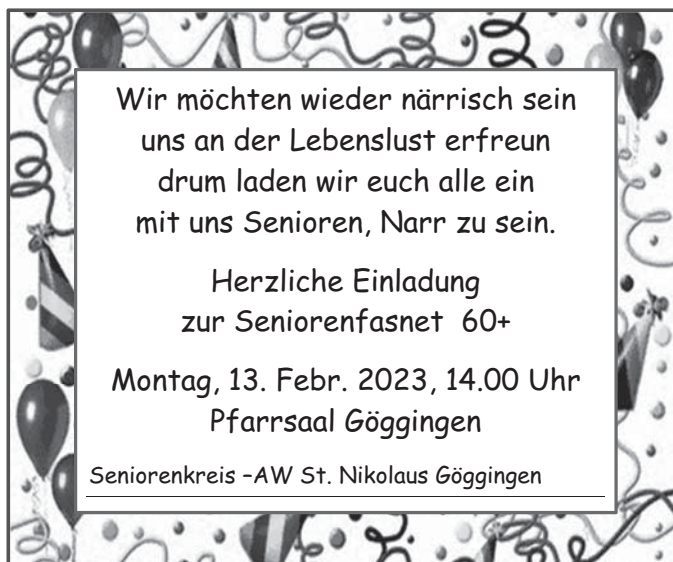 Wir möchten wieder närrisch sein
uns an der Lebenslust erfreun
drum laden wir euch alle ein
mit uns Senioren, Narr zu sein.
Herzliche Einladung
zur Seniorenfasnet 60+
Montag, 13. Febr. 2023, 14.00 Uhr
Pfarrsaal Göggingen
Seniorenkreis –AW St. Nikolaus Göggingen